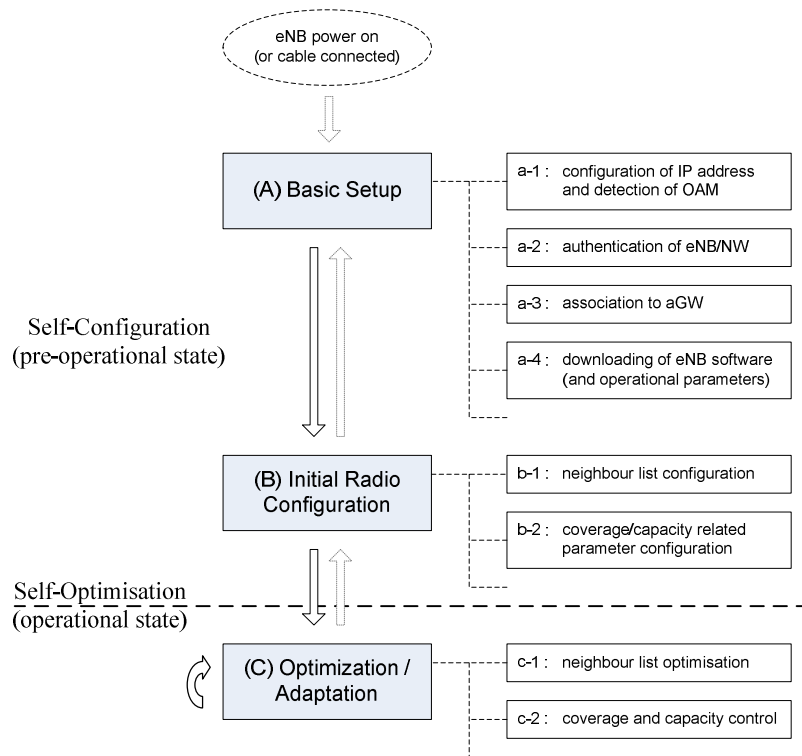 eNB power on
(or cable connected)
(A) Basic Setup
a-1 : configuration of IP address
and detection of OAM
a-2 : authentication of eNB/NW
a-3 : association to aGW
a-4 : downloading of eNB software
(and operational parameters)
Self-Configuration
(pre-operational state)
(B) Initial Radio
Configuration
b-1 : neighbour list configuration
b-2 : coverage/capacity related
parameter configuration
Self-Optimisation
(operational state)
(C) Optimization /
Adaptation
c-1 : neighbour list optimisation
c-2 : coverage and capacity control